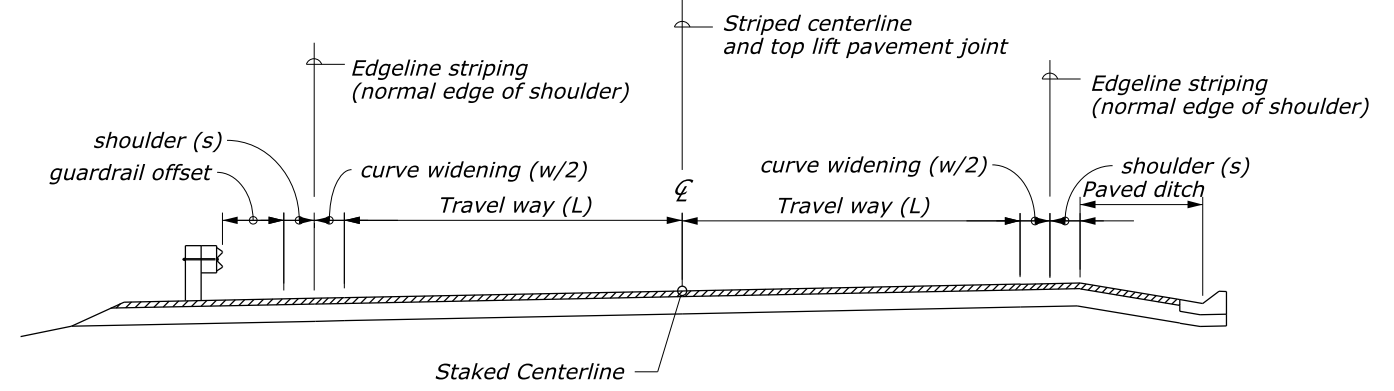 Striped centerline
and top lift pavement joint
Edgeline striping
(normal edge of shoulder)
Edgeline striping
(normal edge of shoulder)
shoulder (s)
guardrail offset
curve widening (w/2)
curve widening (w/2)
shoulder (s)
Paved ditch
Travel way (L)
℄
Travel way (L)
Staked Centerline